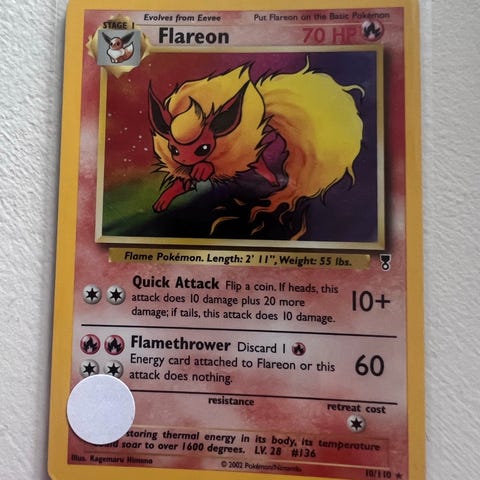 Evolves from Eevee Put Flareon on the Basic Pokémon
STAGE 1
Flareon 70 HP
Flame Pokémon. Length: 2' 11", Weight: 55 lbs.
Quick Attack Flip a coin. If heads, this
attack does 10 damage plus 20 more
damage; if tails, this attack does 10 damage.
10+
Flamethrower Discard 1
Energy card attached to Flareon or this
attack does nothing.
60
resistance
retreat cost
storing thermal energy in its body, its temperature
soar to over 1600 degrees. LV. 28 #136
Illus. Kagemaru Himeno
© 2002 Pokémon/Nintendo.
10/110